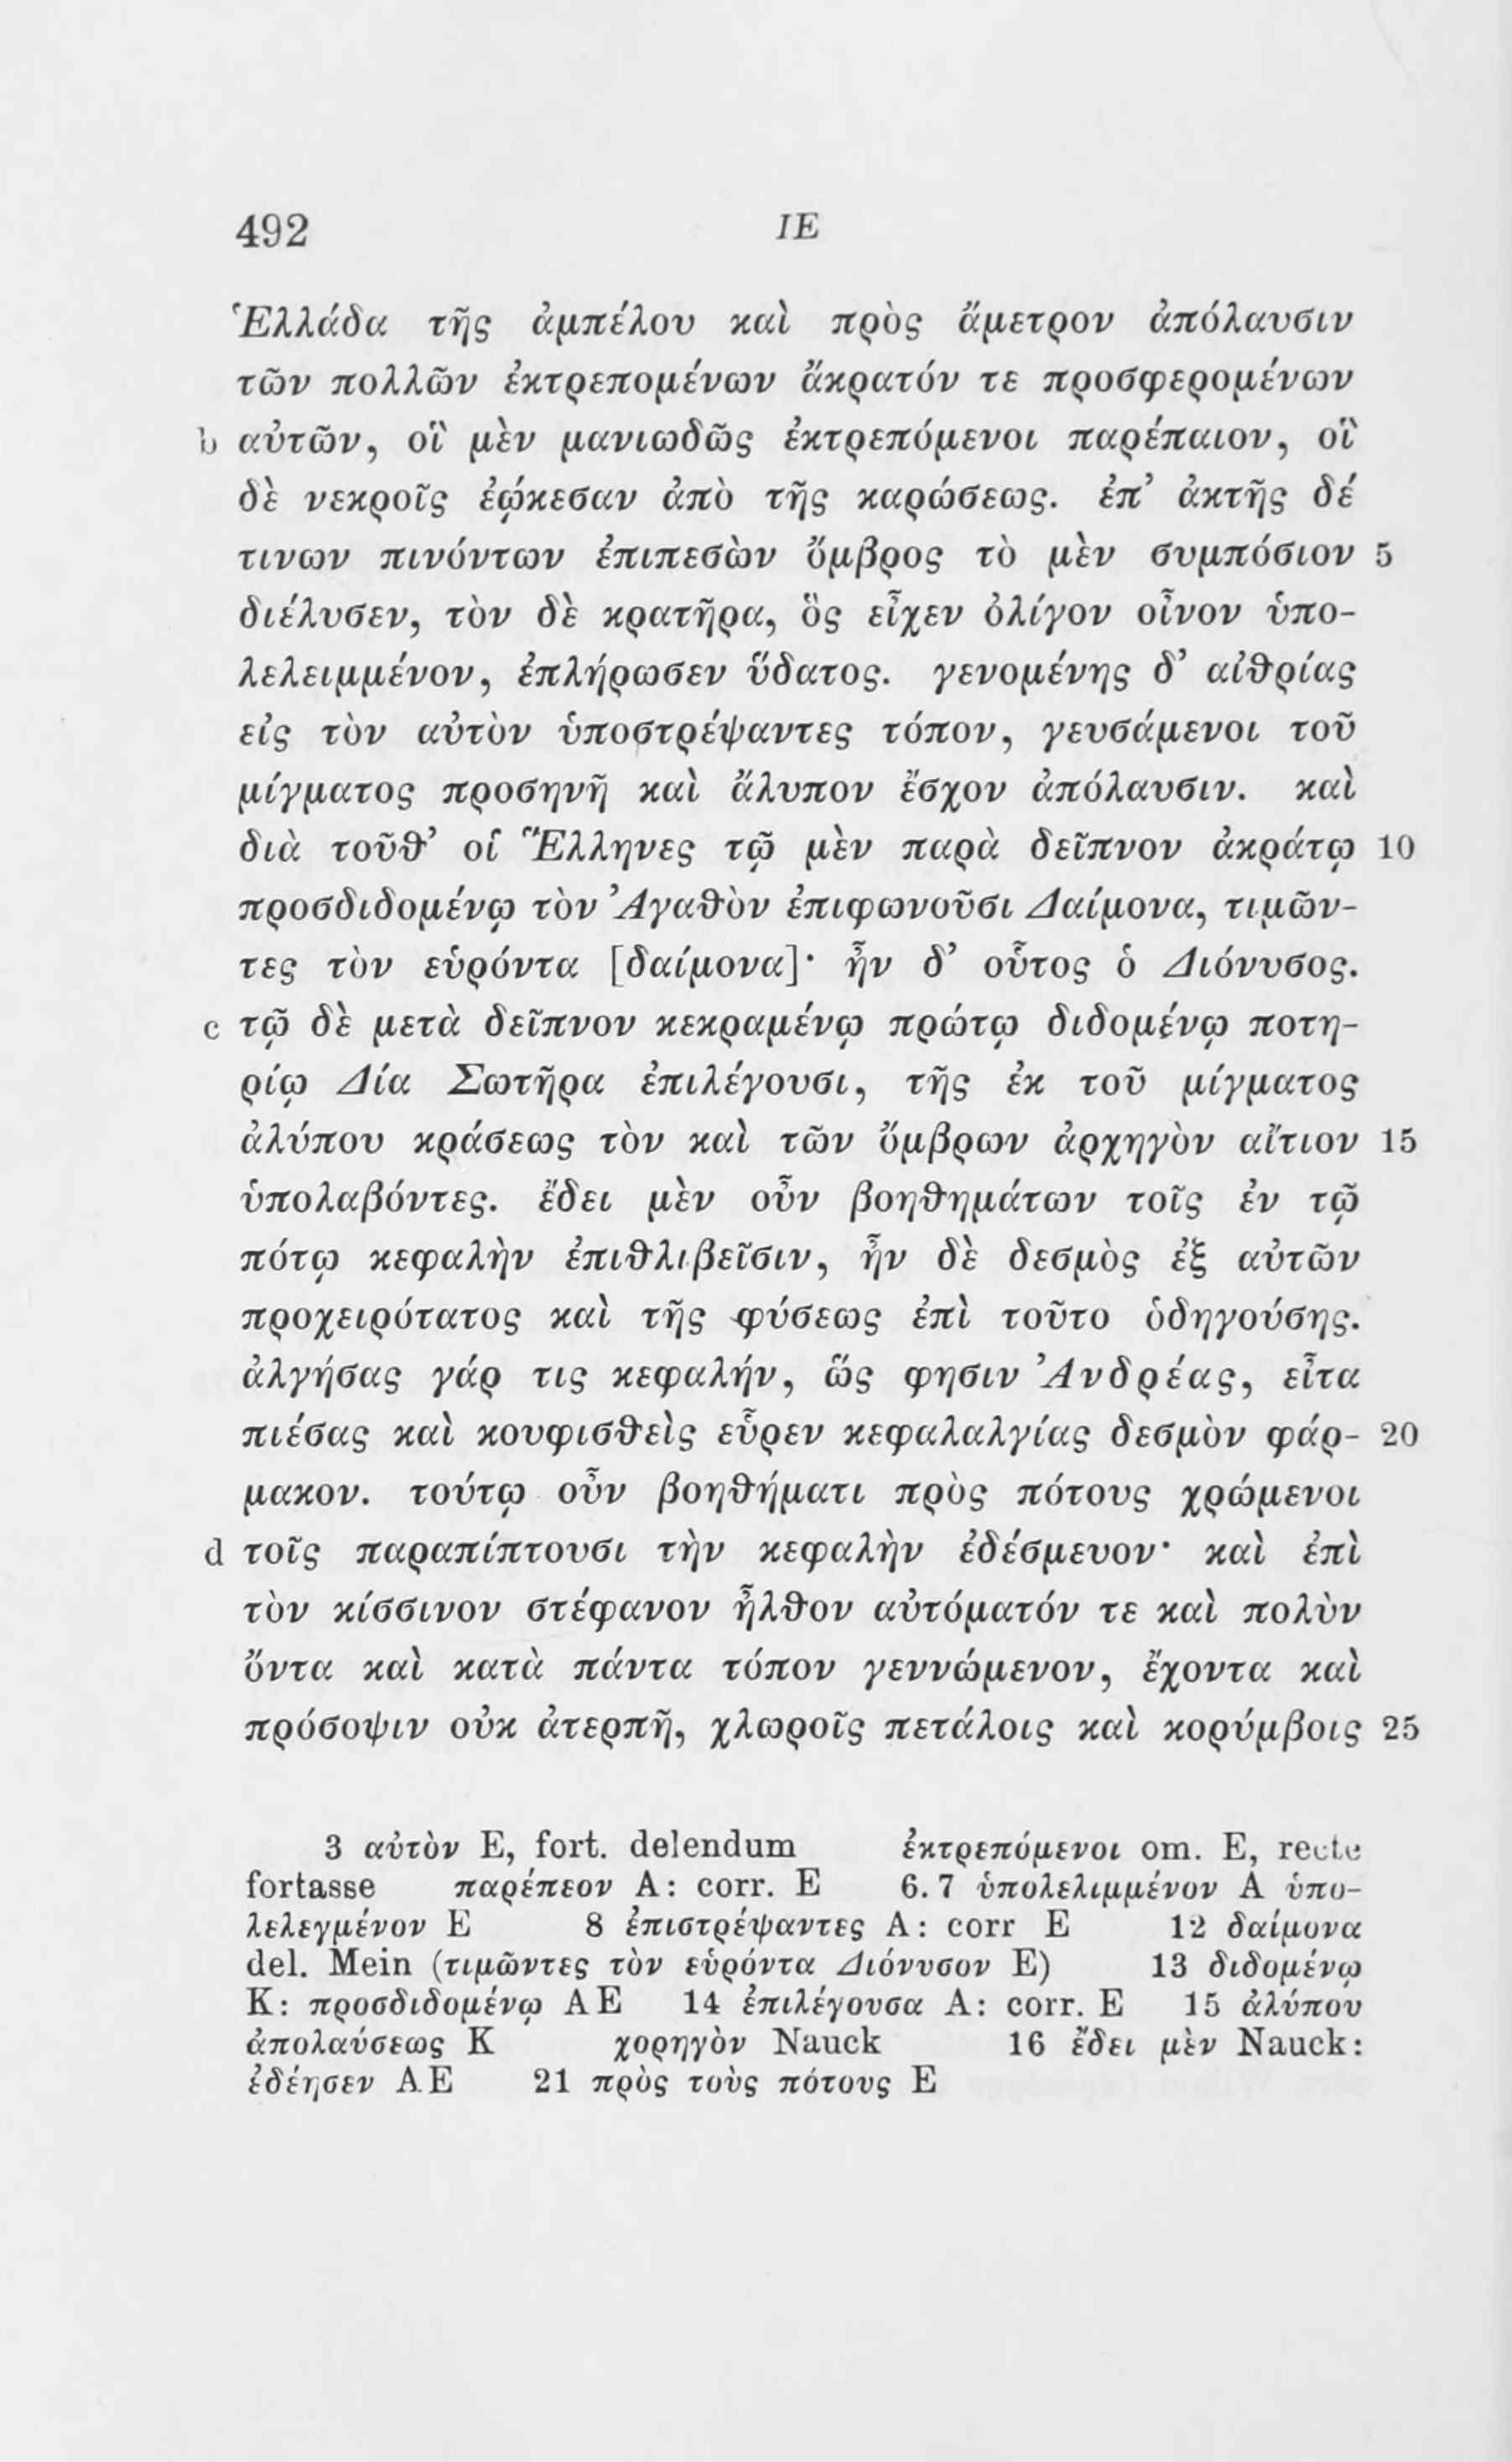 492 ΙΕ
Ἑλλάδα τῆς ἀμπέλου καὶ πρὸς ἄμετρον ἀπόλαυσιν
τῶν πολλῶν ἐκτρεπομένων ἄκρατόν τε προσφερομένων
b αὐτῶν, οἳ μὲν μανιωδῶς ἐκτρεπόμενοι παρέπαιον, οἳ
δὲ νεκροῖς ἐῴκεσαν ἀπὸ τῆς καρώσεως. ἐπ’ ἀκτῆς δέ
τινων πινόντων ἐπιπεσὼν ὄμβρος τὸ μὲν συμπόσιον 5
διέλυσεν, τὸν δὲ κρατῆρα, ὃς εἶχεν ὀλίγον οἶνον ὑπο-
λελειμμένον, ἐπλήρωσεν ὕδατος. γενομένης δ’ αἰθρίας
εἰς τὸν αὐτὸν ὑποστρέψαντες τόπον, γευσάμενοι τοῦ
μίγματος προσηνῆ καὶ ἄλυπον ἔσχον ἀπόλαυσιν. καὶ
διὰ τοῦθ’ οἱ Ἕλληνες τῷ μὲν παρὰ δεῖπνον ἀκράτῳ 10
προσδιδομένῳ τὸν Ἀγαθὸν ἐπιφωνοῦσι Δαίμονα, τιμῶν-
τες τὸν εὑρόντα [δαίμονα]· ἦν δ’ οὗτος ὁ Διόνυσος.
c τῷ δὲ μετὰ δεῖπνον κεκραμένῳ πρώτῳ διδομένῳ ποτη-
ρίῳ Δία Σωτῆρα ἐπιλέγουσι, τῆς ἐκ τοῦ μίγματος
ἀλύπου κράσεως τὸν καὶ τῶν ὄμβρων ἀρχηγὸν αἴτιον 15
ὑπολαβόντες. ἔδει μὲν οὖν βοηθημάτων τοῖς ἐν τῷ
πότῳ κεφαλὴν ἐπιθλιβεῖσιν, ἦν δὲ δεσμὸς ἐξ αὐτῶν
προχειρότατος καὶ τῆς φύσεως ἐπὶ τοῦτο ὁδηγούσης.
ἀλγήσας γάρ τις κεφαλήν, ὥς φησιν Ἀνδρέας, εἶτα
πιέσας καὶ κουφισθεὶς εὗρεν κεφαλαλγίας δεσμὸν φάρ- 20
μακον. τούτῳ οὖν βοηθήματι πρὸς πότους χρώμενοι
d τοῖς παραπίπτουσι τὴν κεφαλὴν ἐδέσμευον· καὶ ἐπὶ
τὸν κίσσινον στέφανον ἦλθον αὐτόματόν τε καὶ πολὺν
ὄντα καὶ κατὰ πάντα τόπον γεννώμενον, ἔχοντα καὶ
πρόσοψιν οὐκ ἀτερπῆ, χλωροῖς πετάλοις καὶ κορύμβοις 25
3 αὐτὸν E, fort. delendum ἐκτρεπόμενοι om. E, recte
fortasse παρέπεον A: corr. E 6. 7 ὑπολελιμμένον A ὑπο-
λελεγμένον E 8 ἐπιστρέψαντες A: corr E 12 δαίμονα
del. Mein (τιμῶντες τὸν εὑρόντα Διόνυσον E) 13 διδομένῳ
K: προσδιδομένῳ AE 14 ἐπιλέγουσα A: corr. E 15 ἀλύπου
ἀπολαύσεως K χορηγὸν Nauck 16 ἔδει μὲν Nauck:
ἐδέησεν AE 21 πρὸς τοὺς πότους E